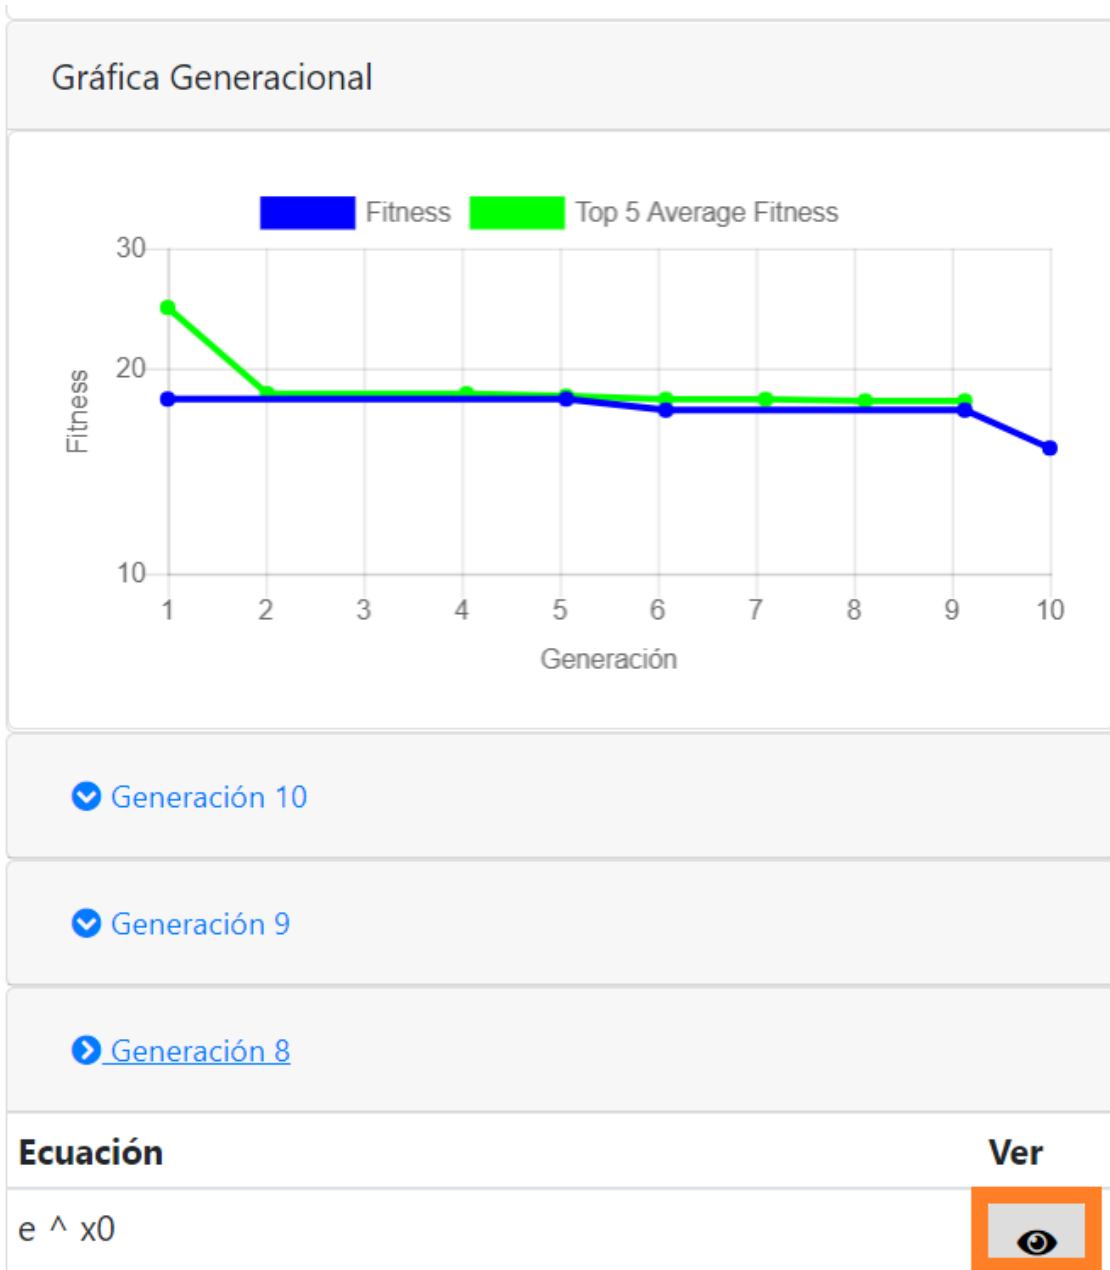 Gráfica Generacional
Fitness Top 5 Average Fitness
30
20
10
Fitness
1 2 3 4 5 6 7 8 9 10
Generación
Generación 10
Generación 9
Generación 8
Ecuación Ver
e ^ x0